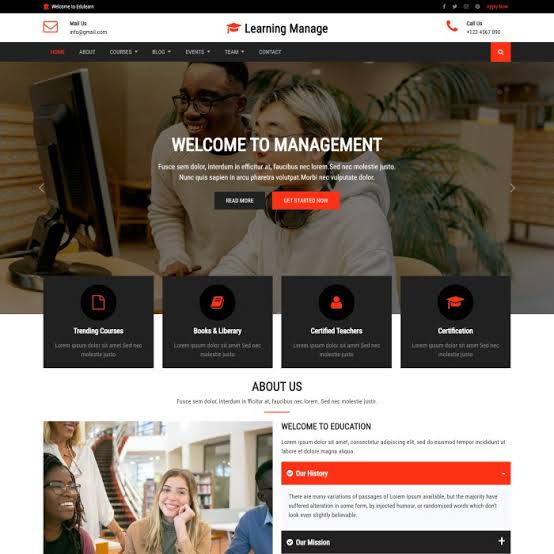 Welcome to Edulearn
Apply Now
Mail Us
info@gmail.com
Learning Manage
Call Us
+123 4567 890
HOME ABOUT COURSES BLOG EVENTS TEAM CONTACT
WELCOME TO MANAGEMENT
Fusce sem dolor, interdum in efficitur at, faucibus nec lorem.Sed nec molestie justo.
Nunc quis sapien in arcu pharetra volutpat.Morbi nec vulputate dolor.
READ MORE
GET STARTED NOW
Trending Courses
Lorem ipsum dolor sit amet Sed nec
molestie justo
Books & Liberary
Lorem ipsum dolor sit amet Sed nec
molestie justo
Certified Teachers
Lorem ipsum dolor sit amet Sed nec
molestie justo
Certification
Lorem ipsum dolor sit amet Sed nec
molestie justo
ABOUT US
Fusce sem dolor, interdum in fficitur at, faucibus nec lorem. Sed nec molestie justo.
WELCOME TO EDUCATION
Lorem ipsum dolor sit amet, consectetur adipisicing elit, sed do eiusmod tempor incididunt ut
labore et dolore magna aliqua
Our History
-
There are many variations of passages of Lorem Ipsum available, but the majority have
suffered alteration in some form, by injected humour, or randomised words which don't
look even slightly believable.
Our Mission
+